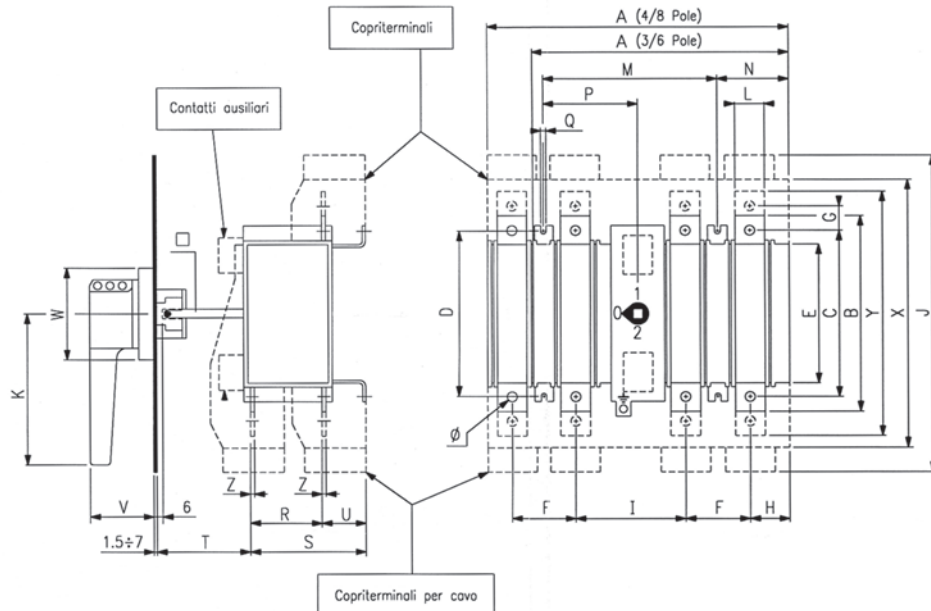 A (4/8 Pole)
Copriterminali
A (3/6 Pole)
M
N
P
L
Contatti ausiliari
Q
G
W
D
1
0
2
E
C
B
Y
X
J
K
Ø
Z
Z
V
6
R
U
F
I
F
H
1.5÷7
T
S
Copriterminali per cavo